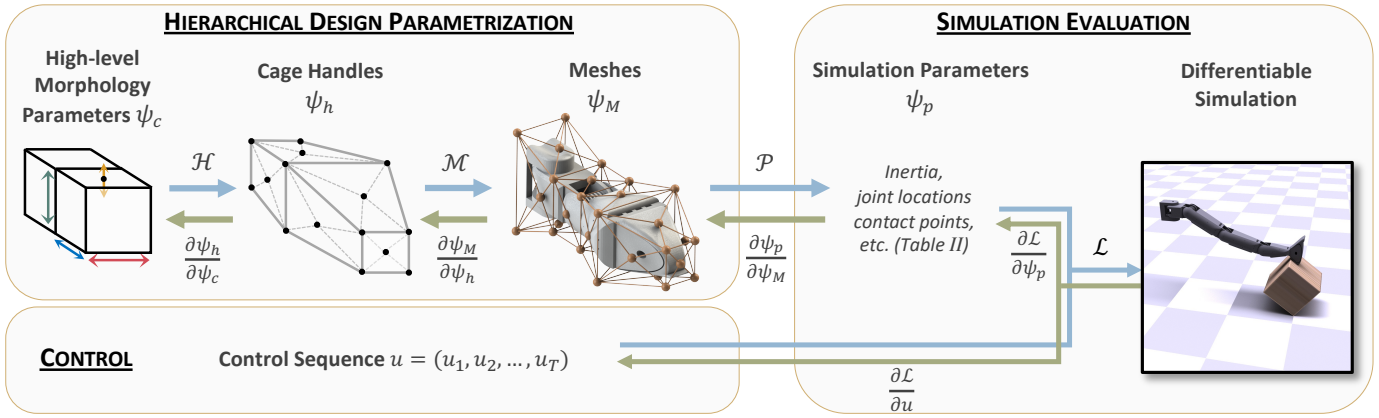 HIERARCHICAL DESIGN PARAMETRIZATION
High-level
Morphology
Parameters ψ_c
Cage Handles
ψ_h
Meshes
ψ_M
ℋ
ℳ
𝒫
∂ψ_h
∂ψ_c
∂ψ_M
∂ψ_h
∂ψ_p
∂ψ_M
SIMULATION EVALUATION
Simulation Parameters
ψ_p
Differentiable
Simulation
Inertia,
joint locations
contact points,
etc. (Table II)
∂ℒ
∂ψ_p
ℒ
CONTROL
Control Sequence u = (u_1, u_2, … , u_T)
∂ℒ
∂u